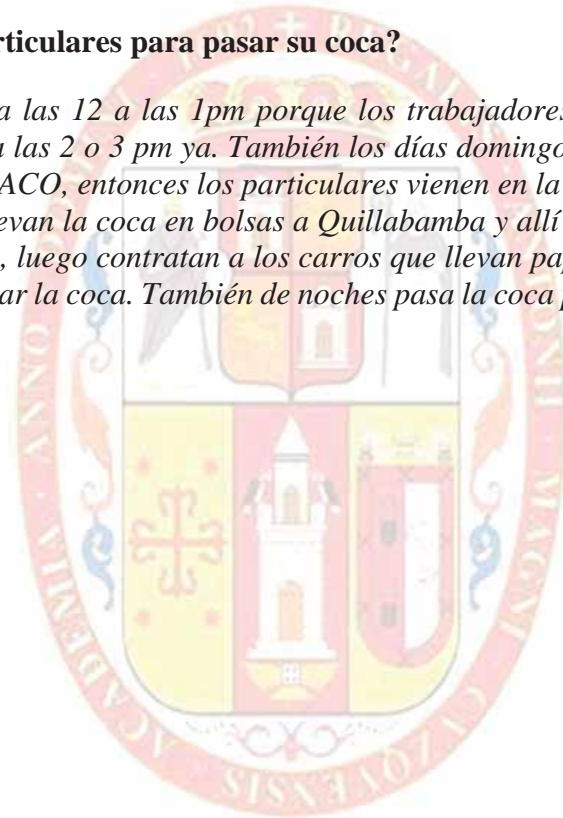 rticulares para pasar su coca?
a las 12 a las 1pm porque los trabajadores
a las 2 o 3 pm ya. También los días domingo
ACO, entonces los particulares vienen en la
evan la coca en bolsas a Quillabamba y allí
, luego contratan a los carros que llevan pa
ar la coca. También de noches pasa la coca p